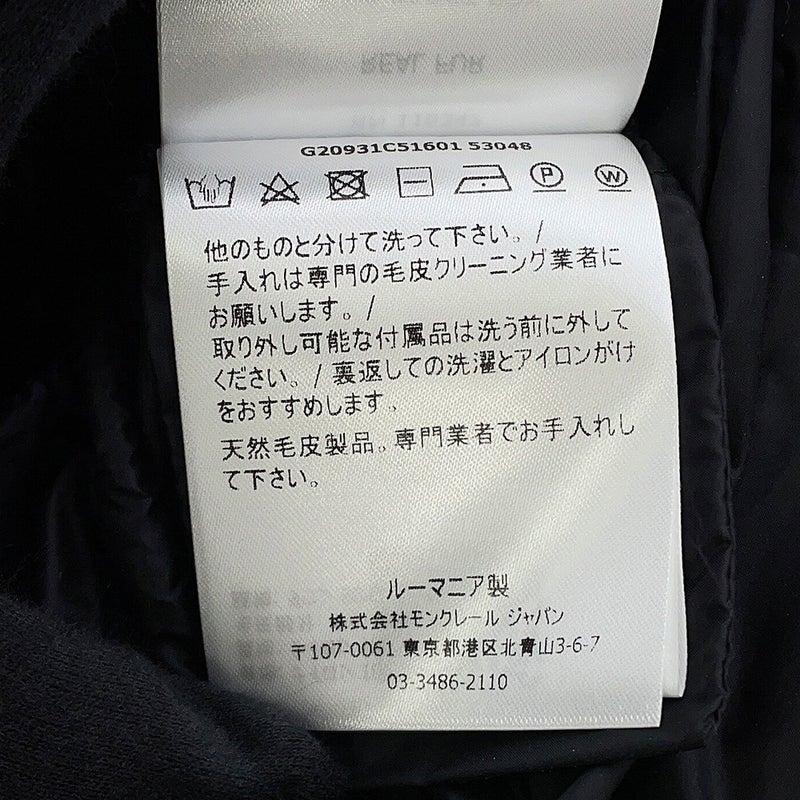 REAL FUR
G20931C51601 53048
P
W
他のものと分けて洗って下さい。/
手入れは専門の毛皮クリーニング業者に
お願いします。/
取り外し可能な付属品は洗う前に外して
ください。/ 裏返しての洗濯とアイロンがけ
をおすすめします。
天然毛皮製品。専門業者でお手入れし
て下さい。
ルーマニア製
株式会社モンクレール ジャパン
〒107-0061 東京都港区北青山3-6-7
03-3486-2110